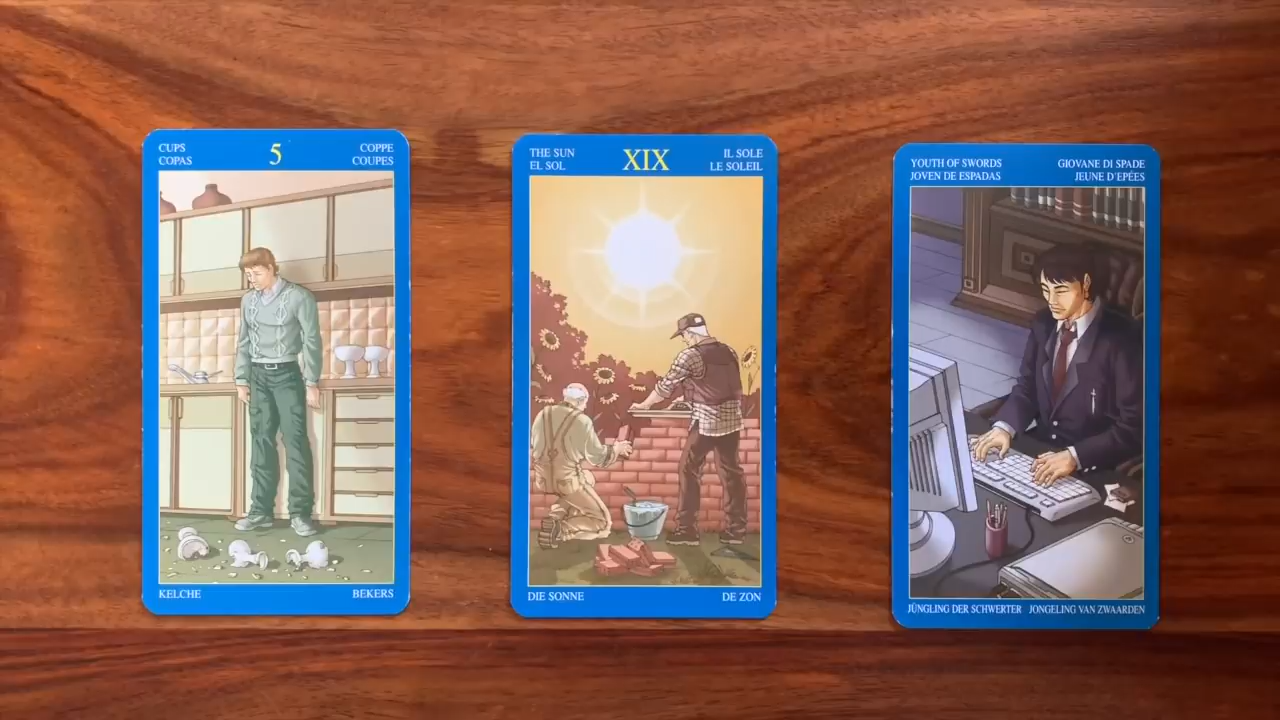 CUPS
COPAS
5
COPPE
COUPES
KELCHE
BEKERS
THE SUN
EL SOL
XIX
IL SOLE
LE SOLEIL
DIE SONNE
DE ZON
YOUTH OF SWORDS
JOVEN DE ESPADAS
GIOVANE DI SPADE
JEUNE D'EPÉES
JÜNGLING DER SCHWERTER
JONGELING VAN ZWAARDEN